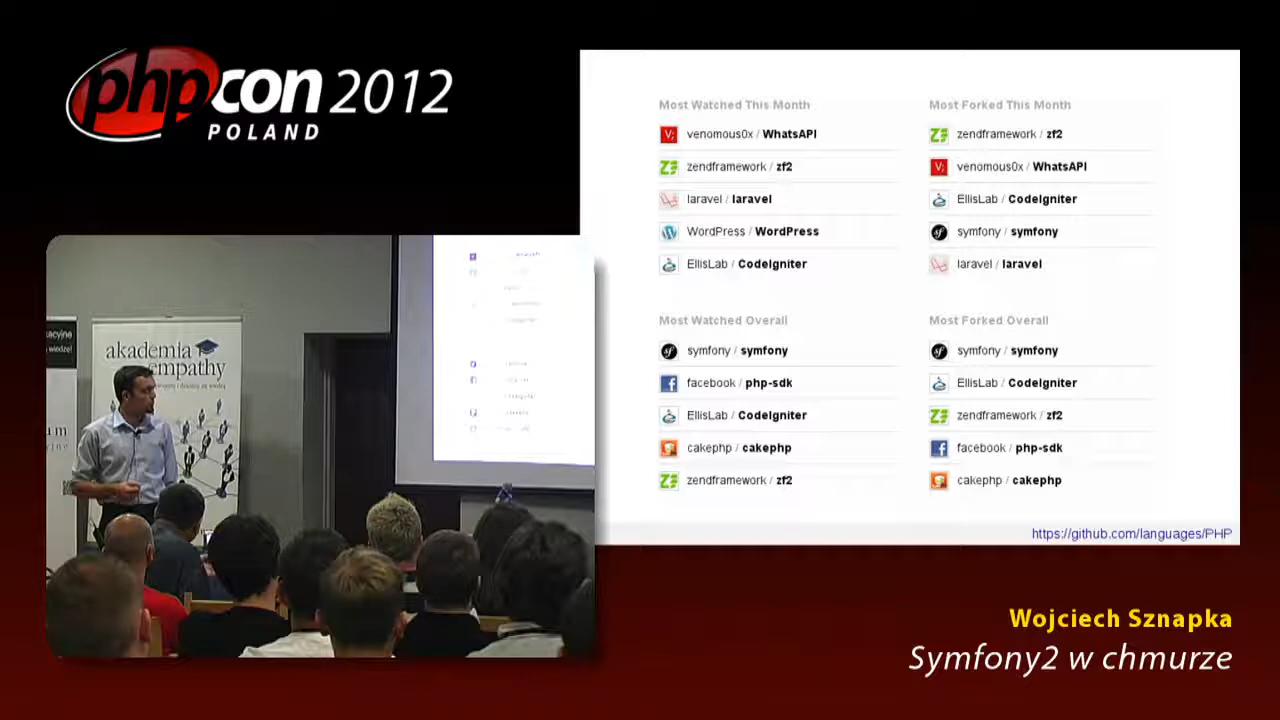 phpcon 2012
POLAND
Most Watched This Month
venomous0x / WhatsAPI
zendframework / zf2
laravel / laravel
WordPress / WordPress
EllisLab / CodeIgniter
Most Forked This Month
zendframework / zf2
venomous0x / WhatsAPI
EllisLab / CodeIgniter
symfony / symfony
laravel / laravel
Most Watched Overall
symfony / symfony
facebook / php-sdk
EllisLab / CodeIgniter
cakephp / cakephp
zendframework / zf2
Most Forked Overall
symfony / symfony
EllisLab / CodeIgniter
zendframework / zf2
facebook / php-sdk
cakephp / cakephp
https://github.com/languages/PHP
akademia
empathy
Wojciech Sznapka
Symfony2 w chmurze